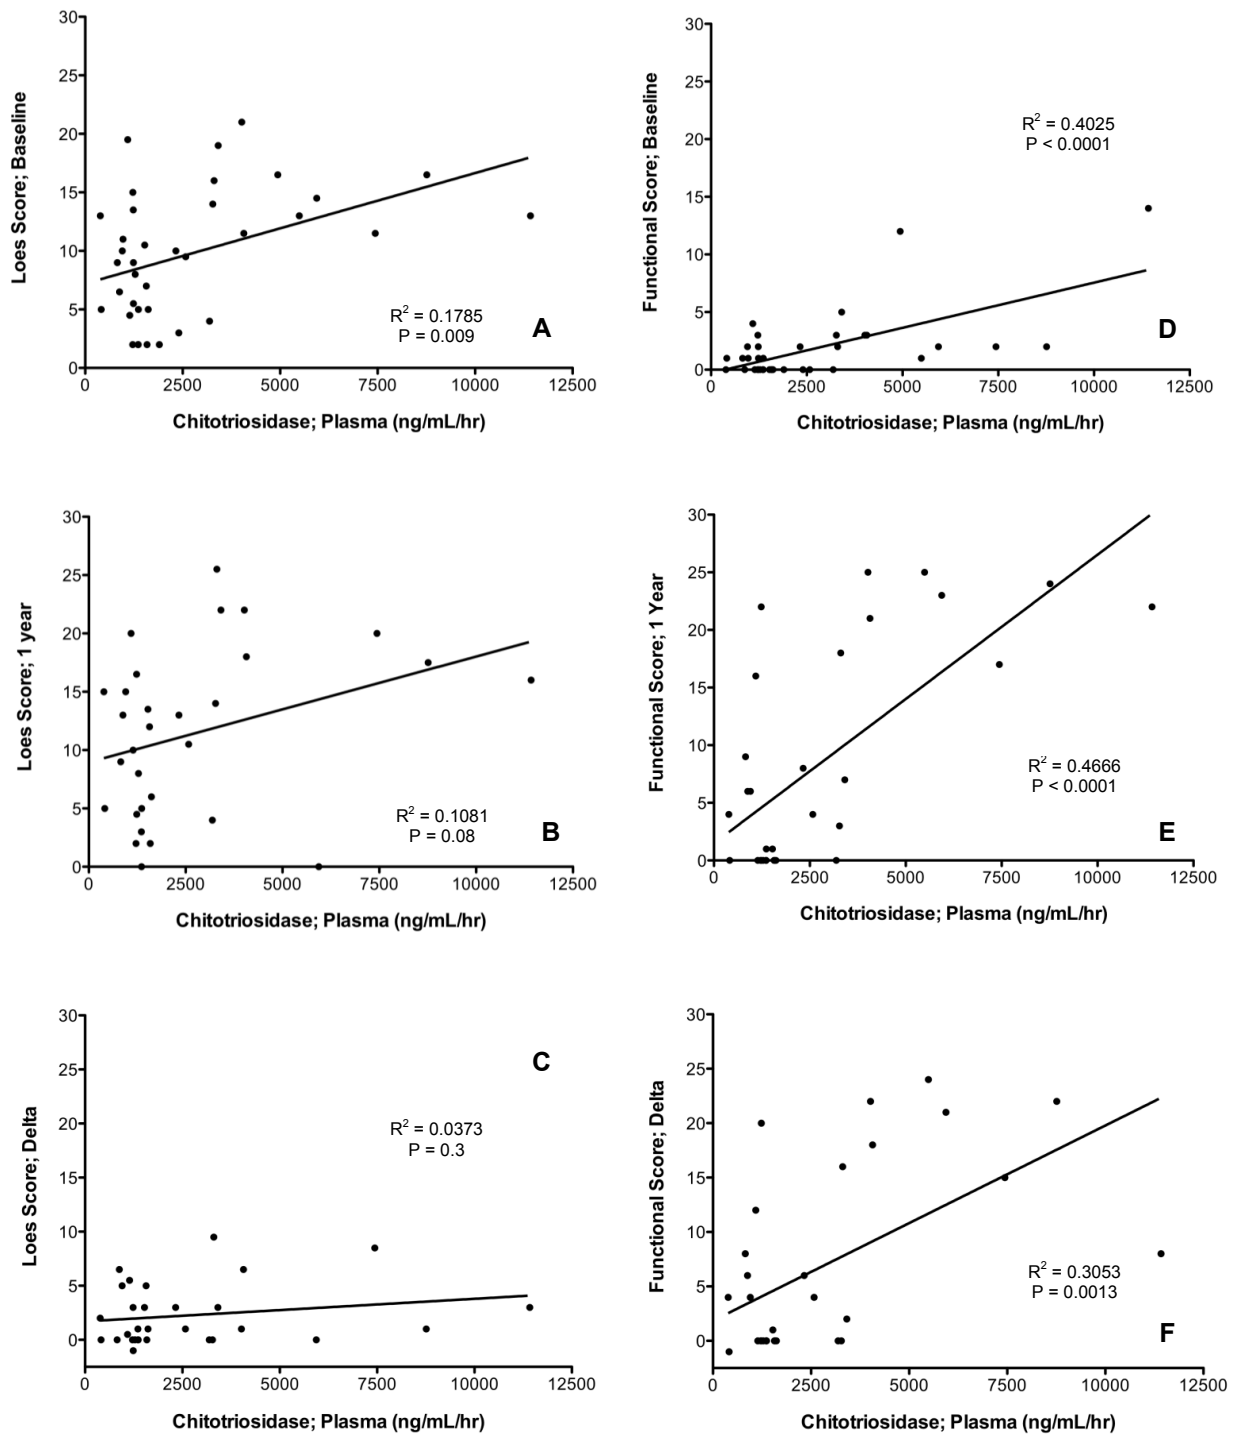 Loes Score; Baseline
30
25
20
15
10
5
0
0 2500 5000 7500 10000 12500
R² = 0.1785
P = 0.009
A
Chitotriosidase; Plasma (ng/mL/hr)
Functional Score; Baseline
30
25
20
15
10
5
0
0 2500 5000 7500 10000 12500
R² = 0.4025
P < 0.0001
D
Chitotriosidase; Plasma (ng/mL/hr)
Loes Score; 1 year
30
25
20
15
10
5
0
0 2500 5000 7500 10000 12500
R² = 0.1081
P = 0.08
B
Chitotriosidase; Plasma (ng/mL/hr)
Functional Score; 1 Year
30
25
20
15
10
5
0
0 2500 5000 7500 10000 12500
R² = 0.4666
P < 0.0001
E
Chitotriosidase; Plasma (ng/mL/hr)
Loes Score; Delta
30
25
20
15
10
5
0
0 2500 5000 7500 10000 12500
C
R² = 0.0373
P = 0.3
Chitotriosidase; Plasma (ng/mL/hr)
Functional Score; Delta
30
25
20
15
10
5
0
0 2500 5000 7500 10000 12500
R² = 0.3053
P = 0.0013
F
Chitotriosidase; Plasma (ng/mL/hr)